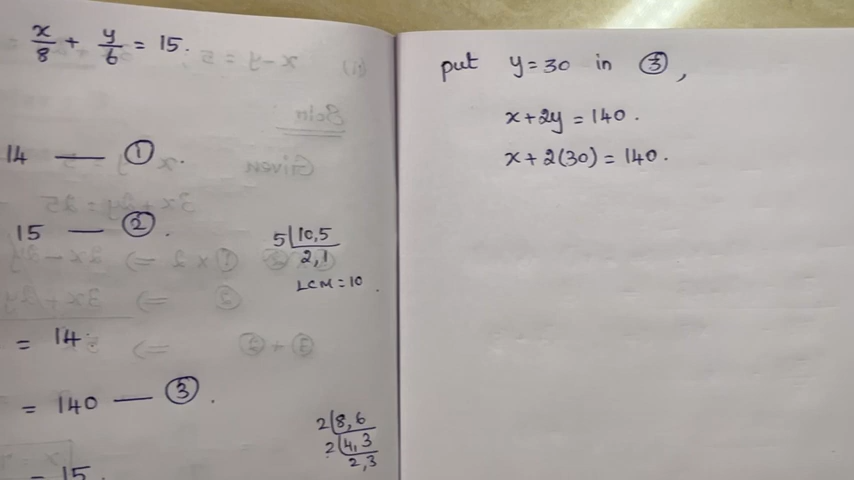 x/8 + y/6 = 15.
14 — ①.
15 — ②.
5 | 10, 5
2, 1
LCM = 10.
= 14.
= 140 — ③.
2 | 8, 6
2 | 4, 3
2, 3
= 15.
put y = 30 in ③,
x + 2y = 140.
x + 2(30) = 140.